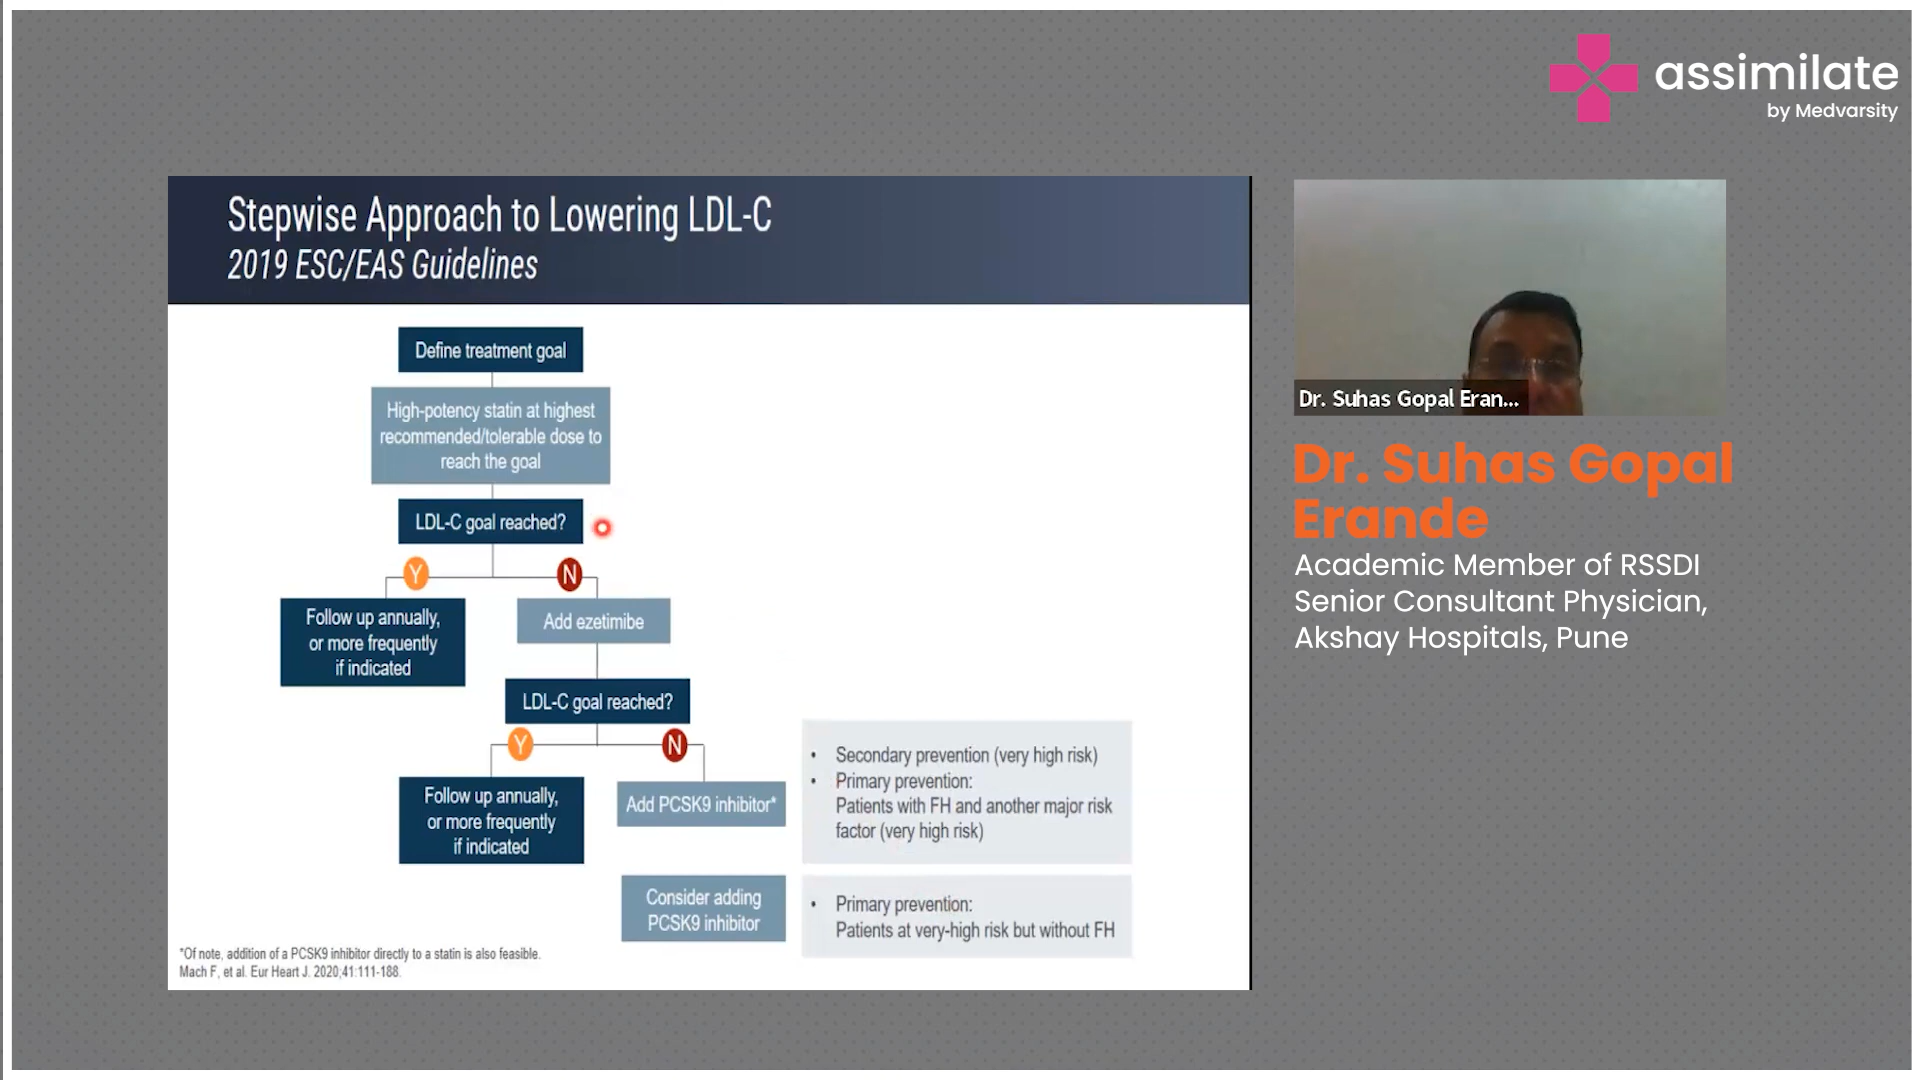 assimilate
by Medvarsity
Stepwise Approach to Lowering LDL-C
2019 ESC/EAS Guidelines
Define treatment goal
High-potency statin at highest
recommended/tolerable dose to
reach the goal
LDL-C goal reached?
Y
N
Follow up annually,
or more frequently
if indicated
Add ezetimibe
LDL-C goal reached?
Y
N
Follow up annually,
or more frequently
if indicated
Add PCSK9 inhibitor*
• Secondary prevention (very high risk)
• Primary prevention:
Patients with FH and another major risk
factor (very high risk)
Consider adding
PCSK9 inhibitor
• Primary prevention:
Patients at very-high risk but without FH
*Of note, addition of a PCSK9 inhibitor directly to a statin is also feasible.
Mach F, et al. Eur Heart J. 2020;41:111-188.
Dr. Suhas Gopal Eran...
Dr. Suhas Gopal
Erande
Academic Member of RSSDI
Senior Consultant Physician,
Akshay Hospitals, Pune